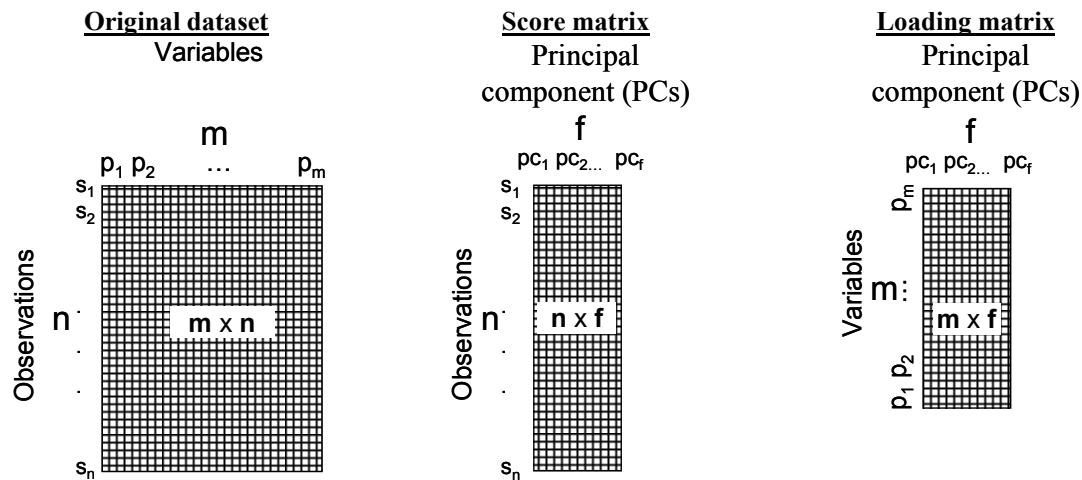 Original dataset
Variables
m
p1 p2 ... pm
s1
s2
Observations
n
.
.
.
m x n
sn
Score matrix
Principal
component (PCs)
f
pc1 pc2... pcf
s1
s2
Observations
n
.
.
.
n x f
sn
Loading matrix
Principal
component (PCs)
f
pc1 pc2... pcf
Variables
m...
pm
p1 p2
m x f